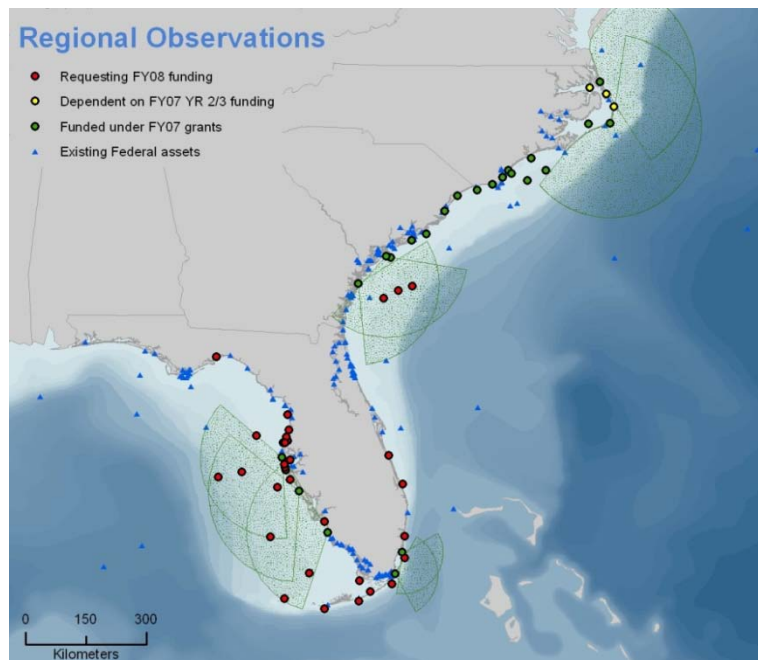 Regional Observations
Requesting FY08 funding
Dependent on FY07 YR 2/3 funding
Funded under FY07 grants
Existing Federal assets
0 150 300
Kilometers